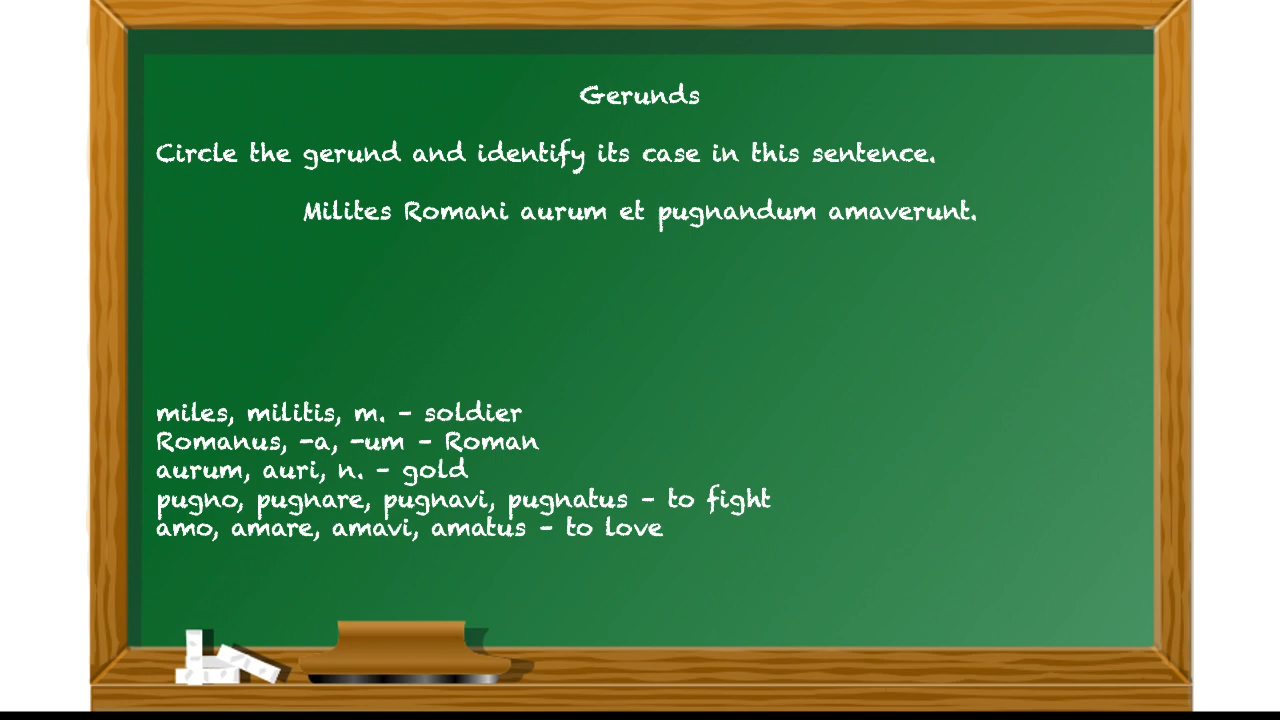 Gerunds
Circle the gerund and identify its case in this sentence.
Milites Romani aurum et pugnandum amaverunt.
miles, militis, m. - soldier
Romanus, -a, -um - Roman
aurum, auri, n. - gold
pugno, pugnare, pugnavi, pugnatus - to fight
amo, amare, amavi, amatus - to love